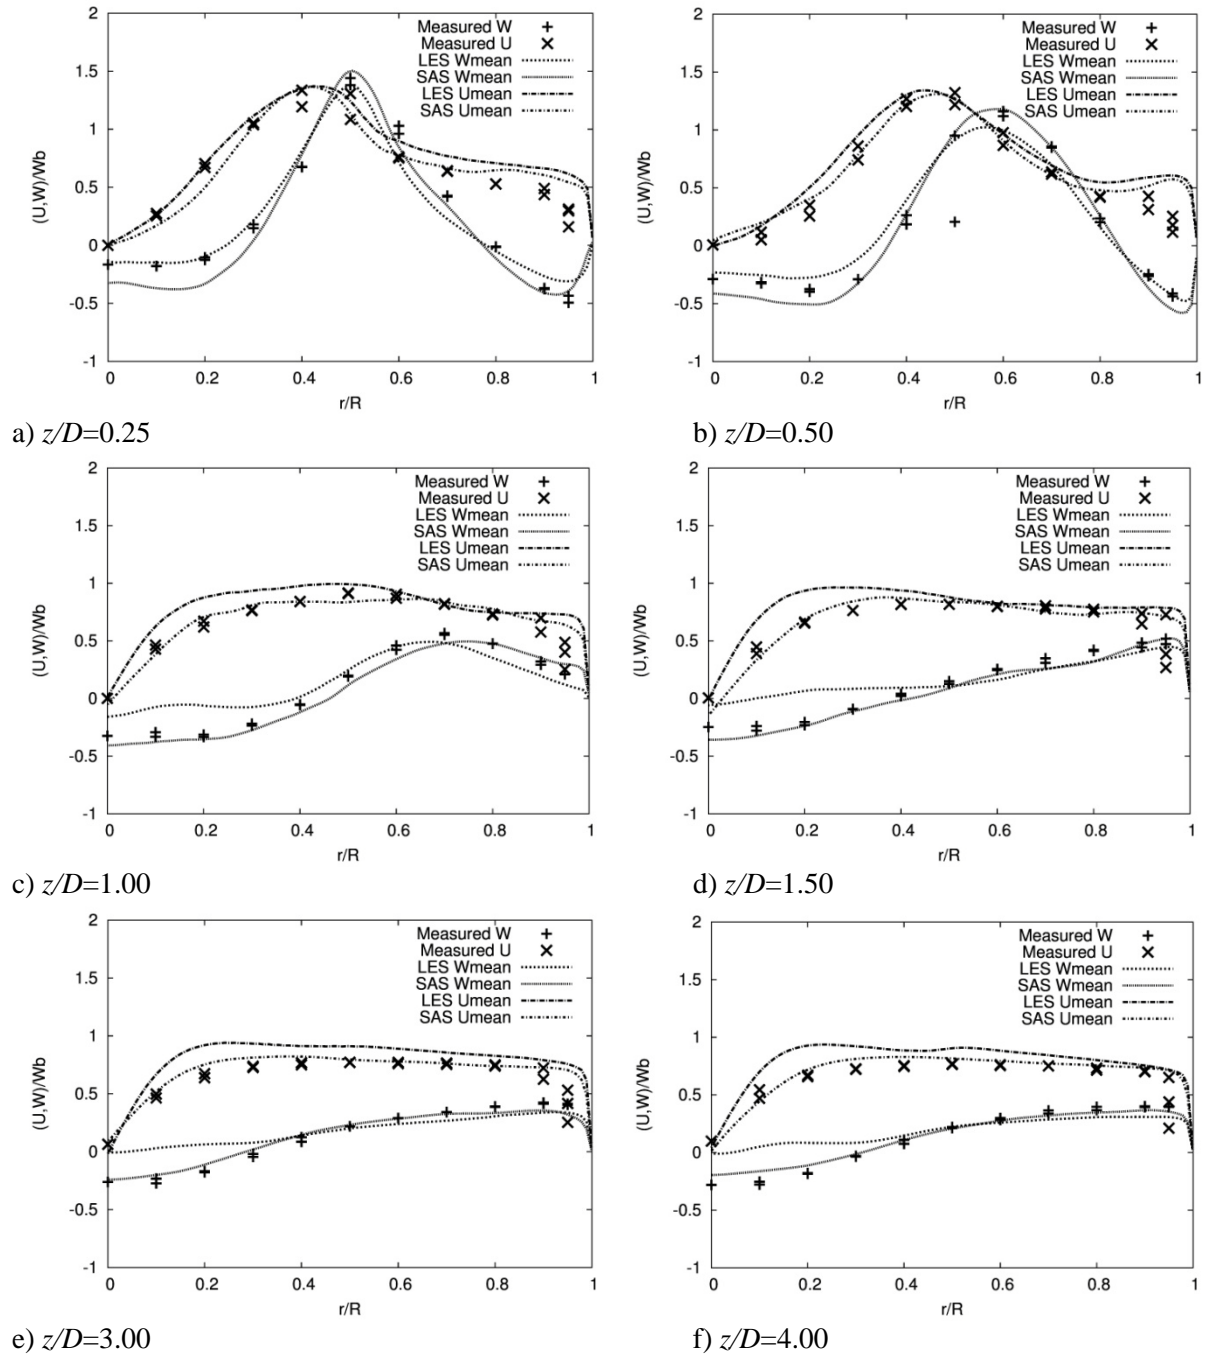 2
1.5
1
0.5
0
-0.5
-1
(U,W)/Wb
Measured W
Measured U
LES Wmean
SAS Wmean
LES Umean
SAS Umean
0 0.2 0.4 0.6 0.8 1
r/R
a) z/D=0.25
2
1.5
1
0.5
0
-0.5
-1
(U,W)/Wb
Measured W
Measured U
LES Wmean
SAS Wmean
LES Umean
SAS Umean
0 0.2 0.4 0.6 0.8 1
r/R
b) z/D=0.50
2
1.5
1
0.5
0
-0.5
-1
(U,W)/Wb
Measured W
Measured U
LES Wmean
SAS Wmean
LES Umean
SAS Umean
0 0.2 0.4 0.6 0.8 1
r/R
c) z/D=1.00
2
1.5
1
0.5
0
-0.5
-1
(U,W)/Wb
Measured W
Measured U
LES Wmean
SAS Wmean
LES Umean
SAS Umean
0 0.2 0.4 0.6 0.8 1
r/R
d) z/D=1.50
2
1.5
1
0.5
0
-0.5
-1
(U,W)/Wb
Measured W
Measured U
LES Wmean
SAS Wmean
LES Umean
SAS Umean
0 0.2 0.4 0.6 0.8 1
r/R
e) z/D=3.00
2
1.5
1
0.5
0
-0.5
-1
(U,W)/Wb
Measured W
Measured U
LES Wmean
SAS Wmean
LES Umean
SAS Umean
0 0.2 0.4 0.6 0.8 1
r/R
f) z/D=4.00